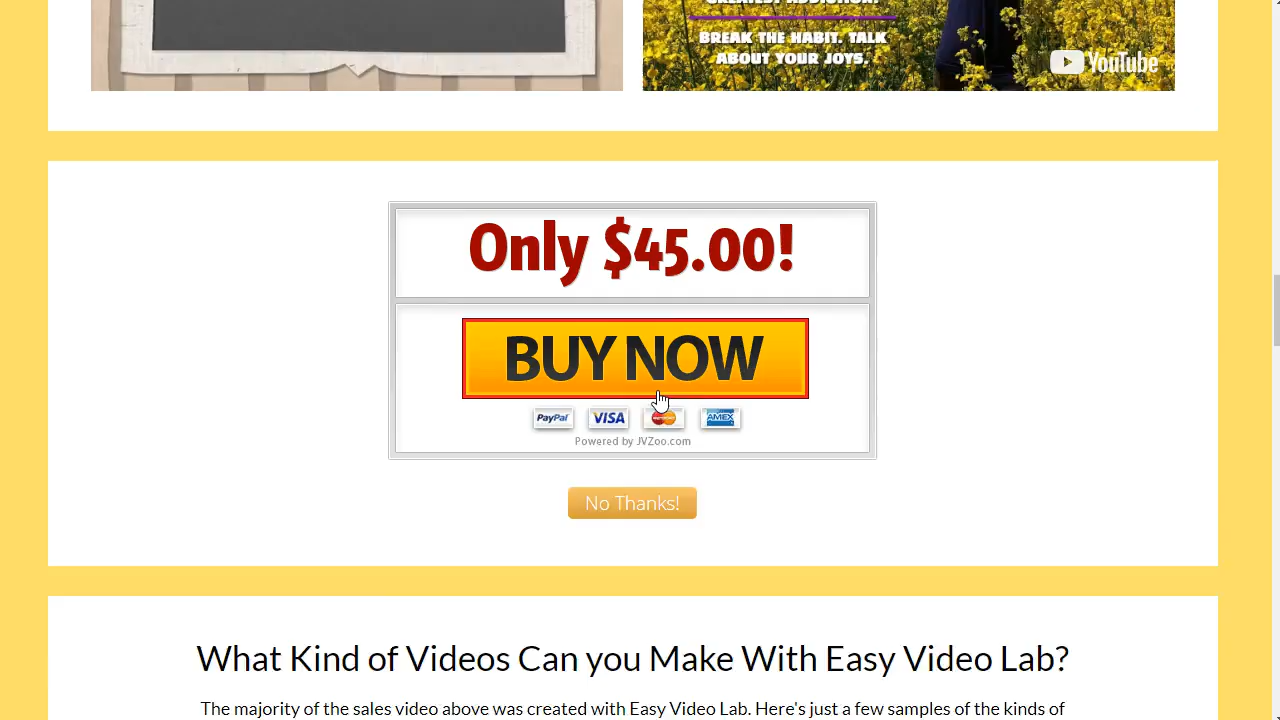 BREAK THE HABIT. TALK
ABOUT YOUR JOYS.
YouTube
Only $45.00!
BUY NOW
PayPal VISA MasterCard AMEX
Powered by JVZoo.com
No Thanks!
What Kind of Videos Can you Make With Easy Video Lab?
The majority of the sales video above was created with Easy Video Lab. Here's just a few samples of the kinds of